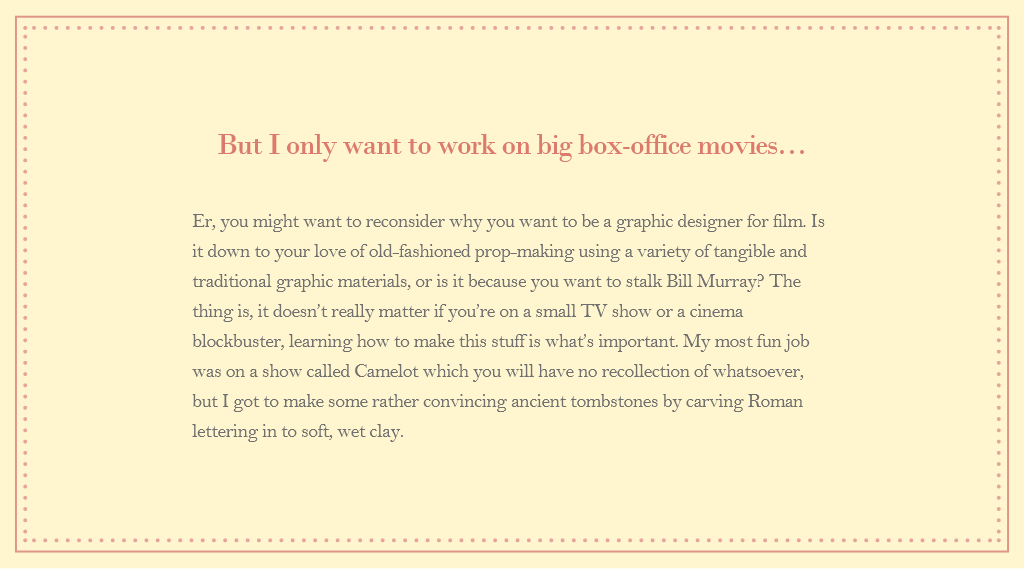 But I only want to work on big box-office movies…
Er, you might want to reconsider why you want to be a graphic designer for film. Is
it down to your love of old-fashioned prop-making using a variety of tangible and
traditional graphic materials, or is it because you want to stalk Bill Murray? The
thing is, it doesn’t really matter if you’re on a small TV show or a cinema
blockbuster, learning how to make this stuff is what’s important. My most fun job
was on a show called Camelot which you will have no recollection of whatsoever,
but I got to make some rather convincing ancient tombstones by carving Roman
lettering in to soft, wet clay.